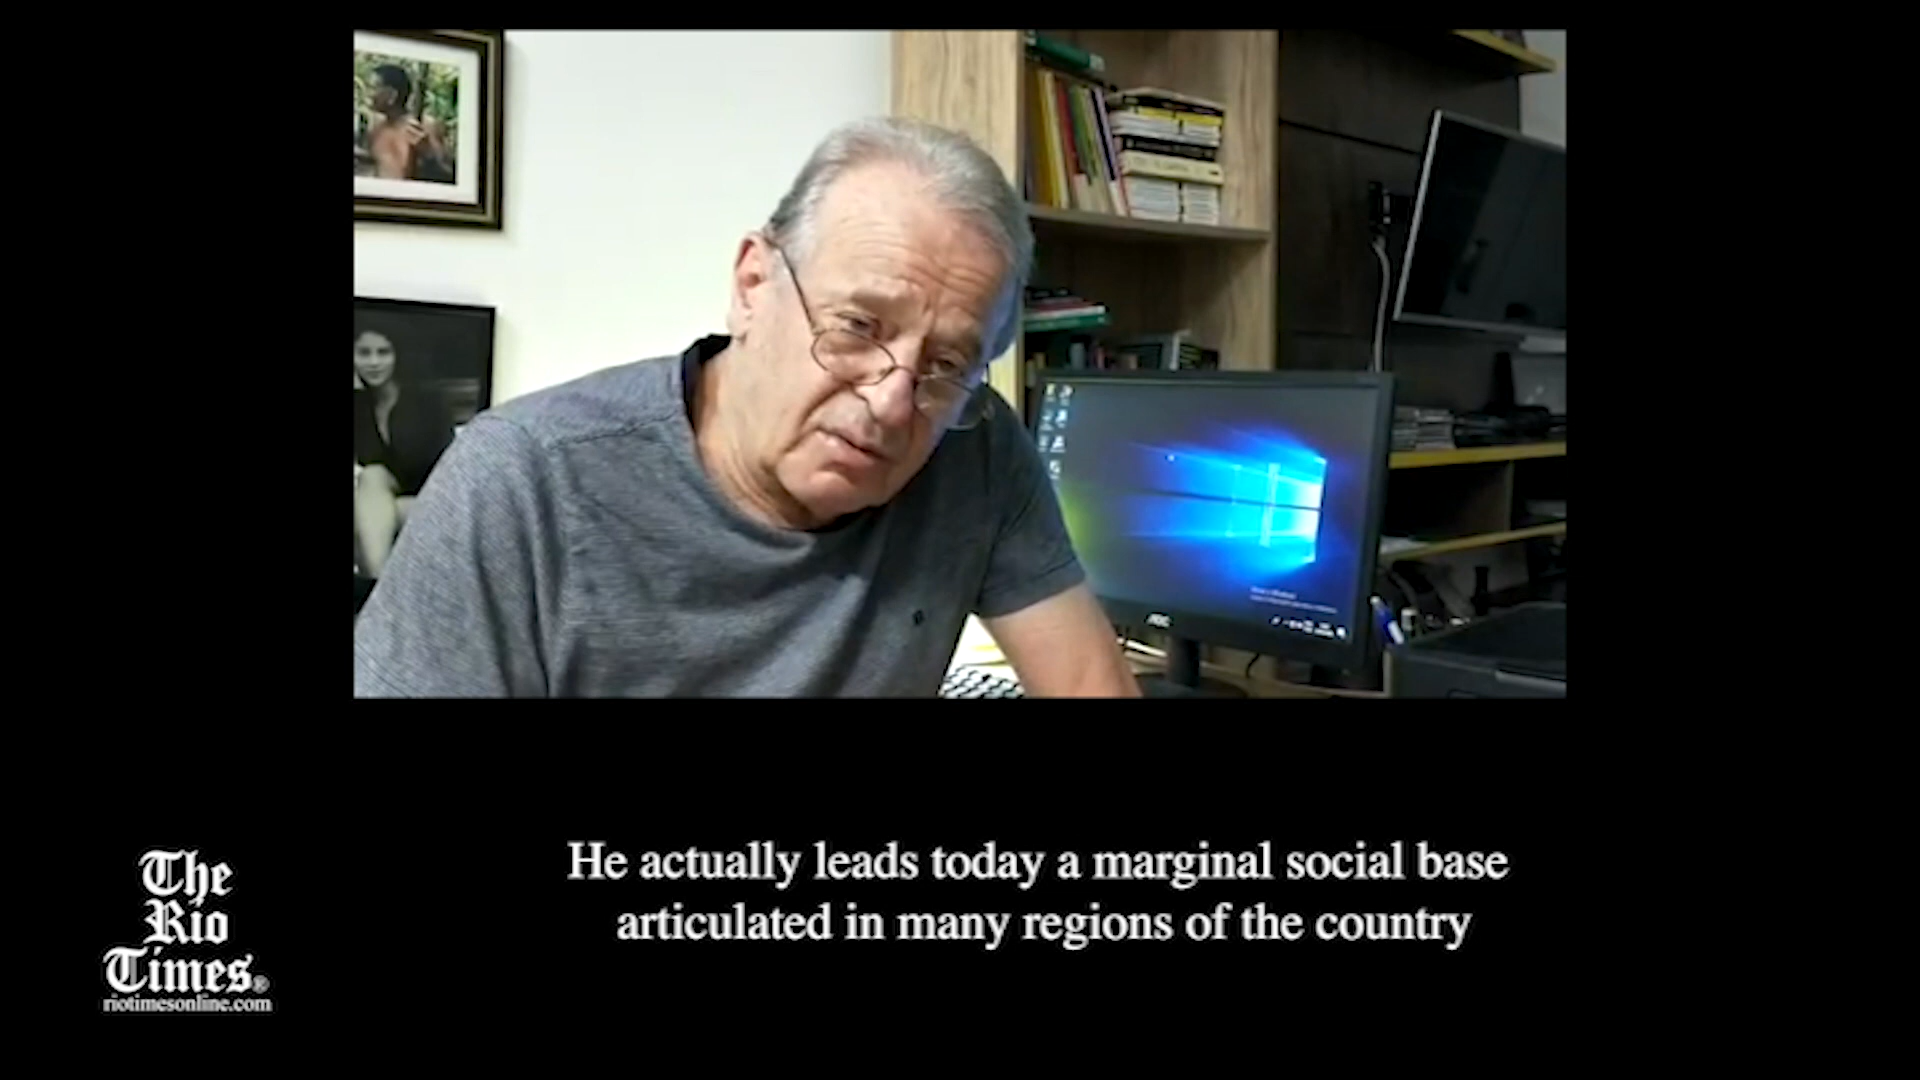 He actually leads today a marginal social base
articulated in many regions of the country
The
Rio
Times®
riotimesonline.com
AOC